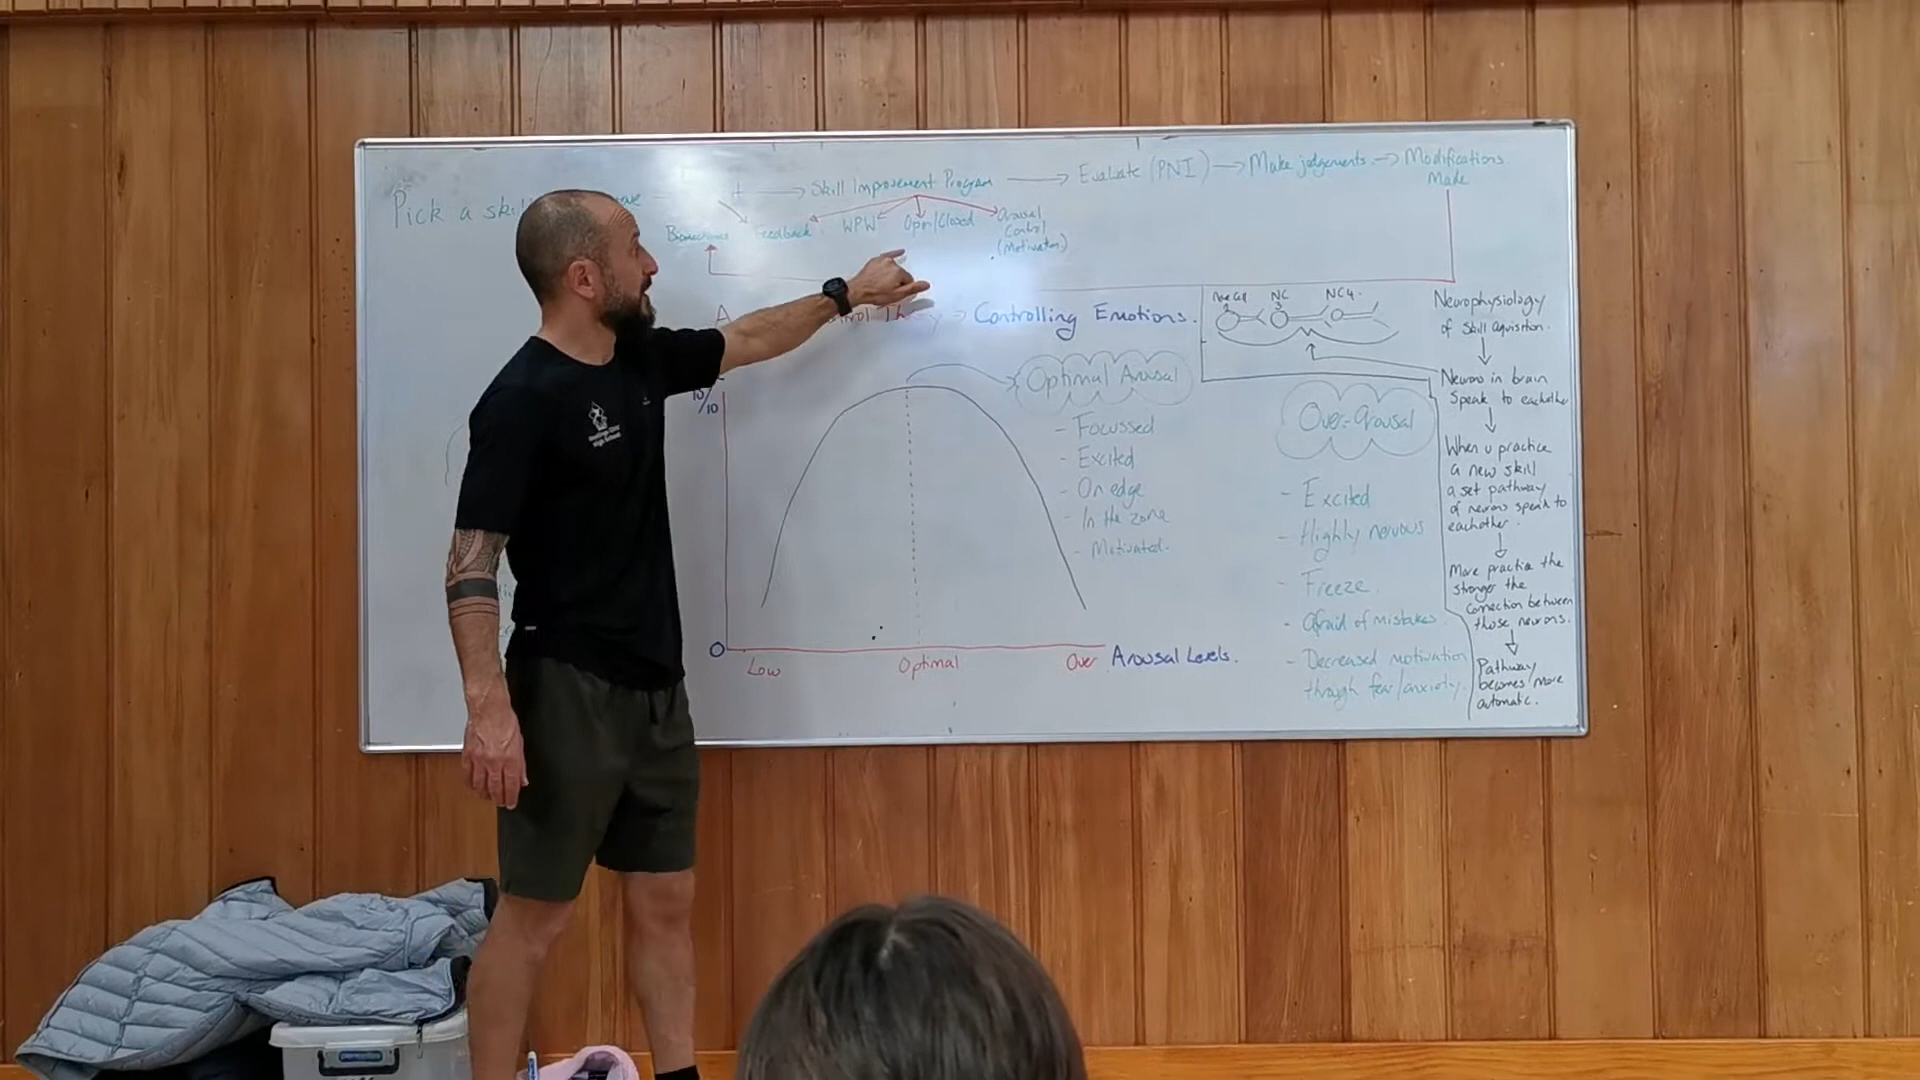 Pick a skill
Skill Improvement Program
Evaluate (PNI)
Make judgements
Modifications
Made
Biomechanics
Feedback
WPW
Open/Closed
Arousal
Control
(Motivation)
Controlling Emotions.
10/10
Optimal Arousal
- Focussed
- Excited
- On edge
- In the zone
- Motivated.
O
Low
Optimal
Over
Arousal Levels.
NC
Over-arousal
- Excited
- Highly nervous
- Freeze
- Afraid of mistakes
- Decreased motivation
through fear/anxiety.
Neurophysiology
of skill aquisition.
Neurons in brain
speak to eachother
When u practice
a new skill
a set pathway
of neurons speak to
eachother.
More practice the
stronger the
connection between
those neurons.
Pathway
becomes more
automatic.